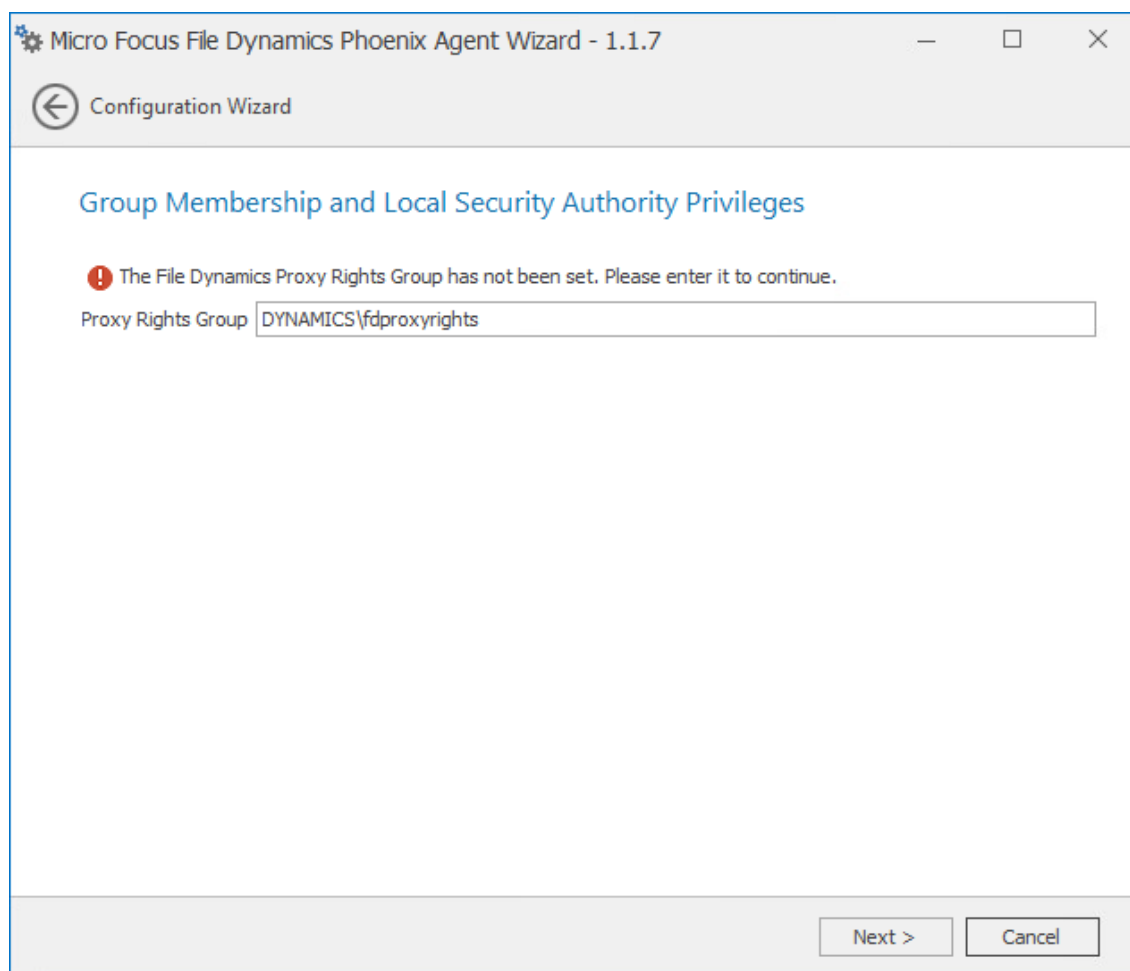 Micro Focus File Dynamics Phoenix Agent Wizard - 1.1.7
Configuration Wizard
Group Membership and Local Security Authority Privileges
The File Dynamics Proxy Rights Group has not been set. Please enter it to continue.
Proxy Rights Group DYNAMICS\fdproxyrights
Next > Cancel